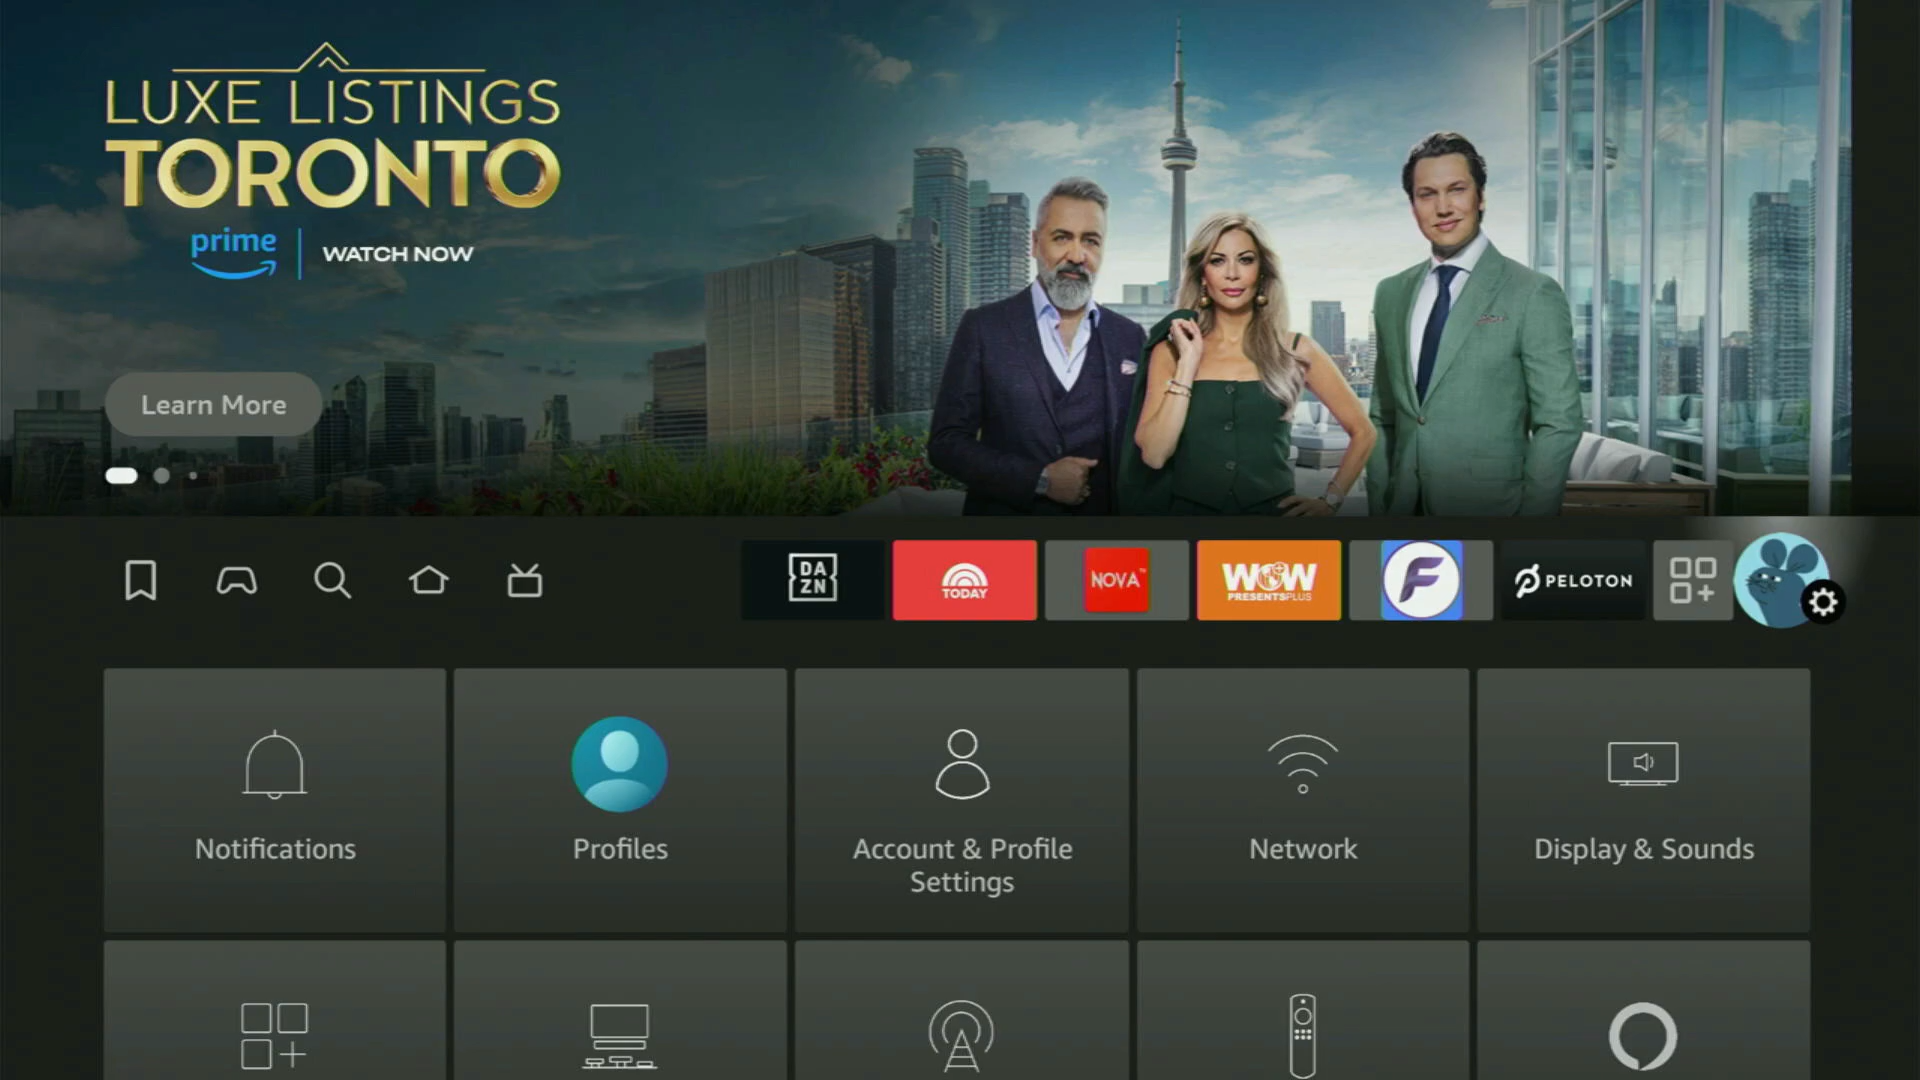 LUXE LISTINGS
TORONTO
prime
WATCH NOW
Learn More
DA
ZN
TODAY
NOVA
WOW
PRESENTSPLUS
F
PELOTON
Notifications
Profiles
Account & Profile
Settings
Network
Display & Sounds